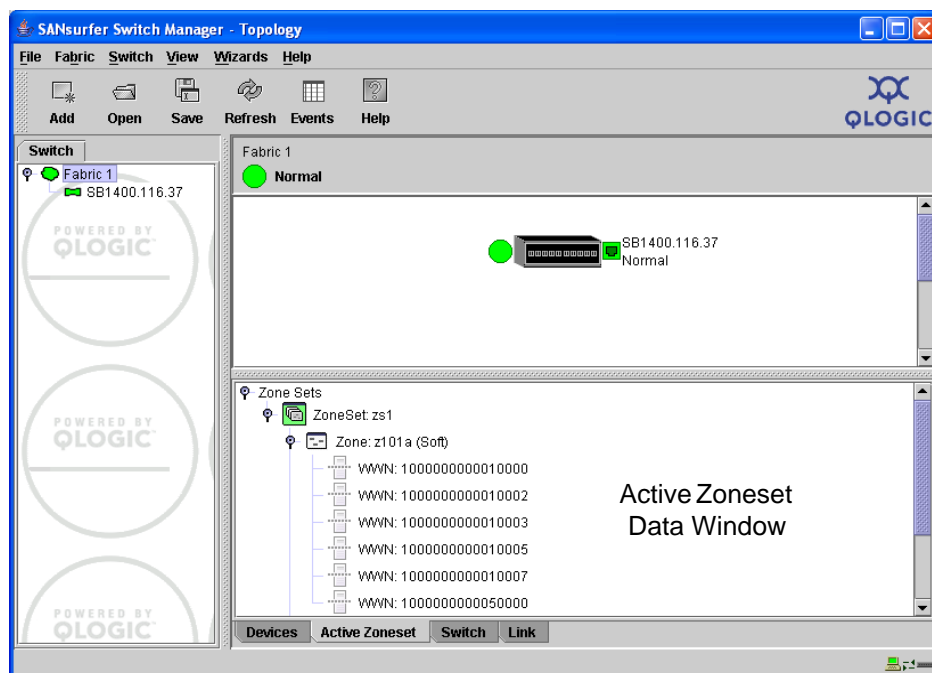 SANsurfer Switch Manager - Topology
File Fabric Switch View Wizards Help
Add Open Save Refresh Events Help
QLOGIC
Switch
Fabric 1
SB1400.116.37
POWERED BY
QLOGIC
POWERED BY
QLOGIC
POWERED BY
QLOGIC
Fabric 1
Normal
SB1400.116.37
Normal
Zone Sets
ZoneSet: zs1
Zone: z101a (Soft)
WWN: 1000000000010000
WWN: 1000000000010002
WWN: 1000000000010003
WWN: 1000000000010005
WWN: 1000000000010007
WWN: 1000000000050000
Active Zoneset
Data Window
Devices Active Zoneset Switch Link